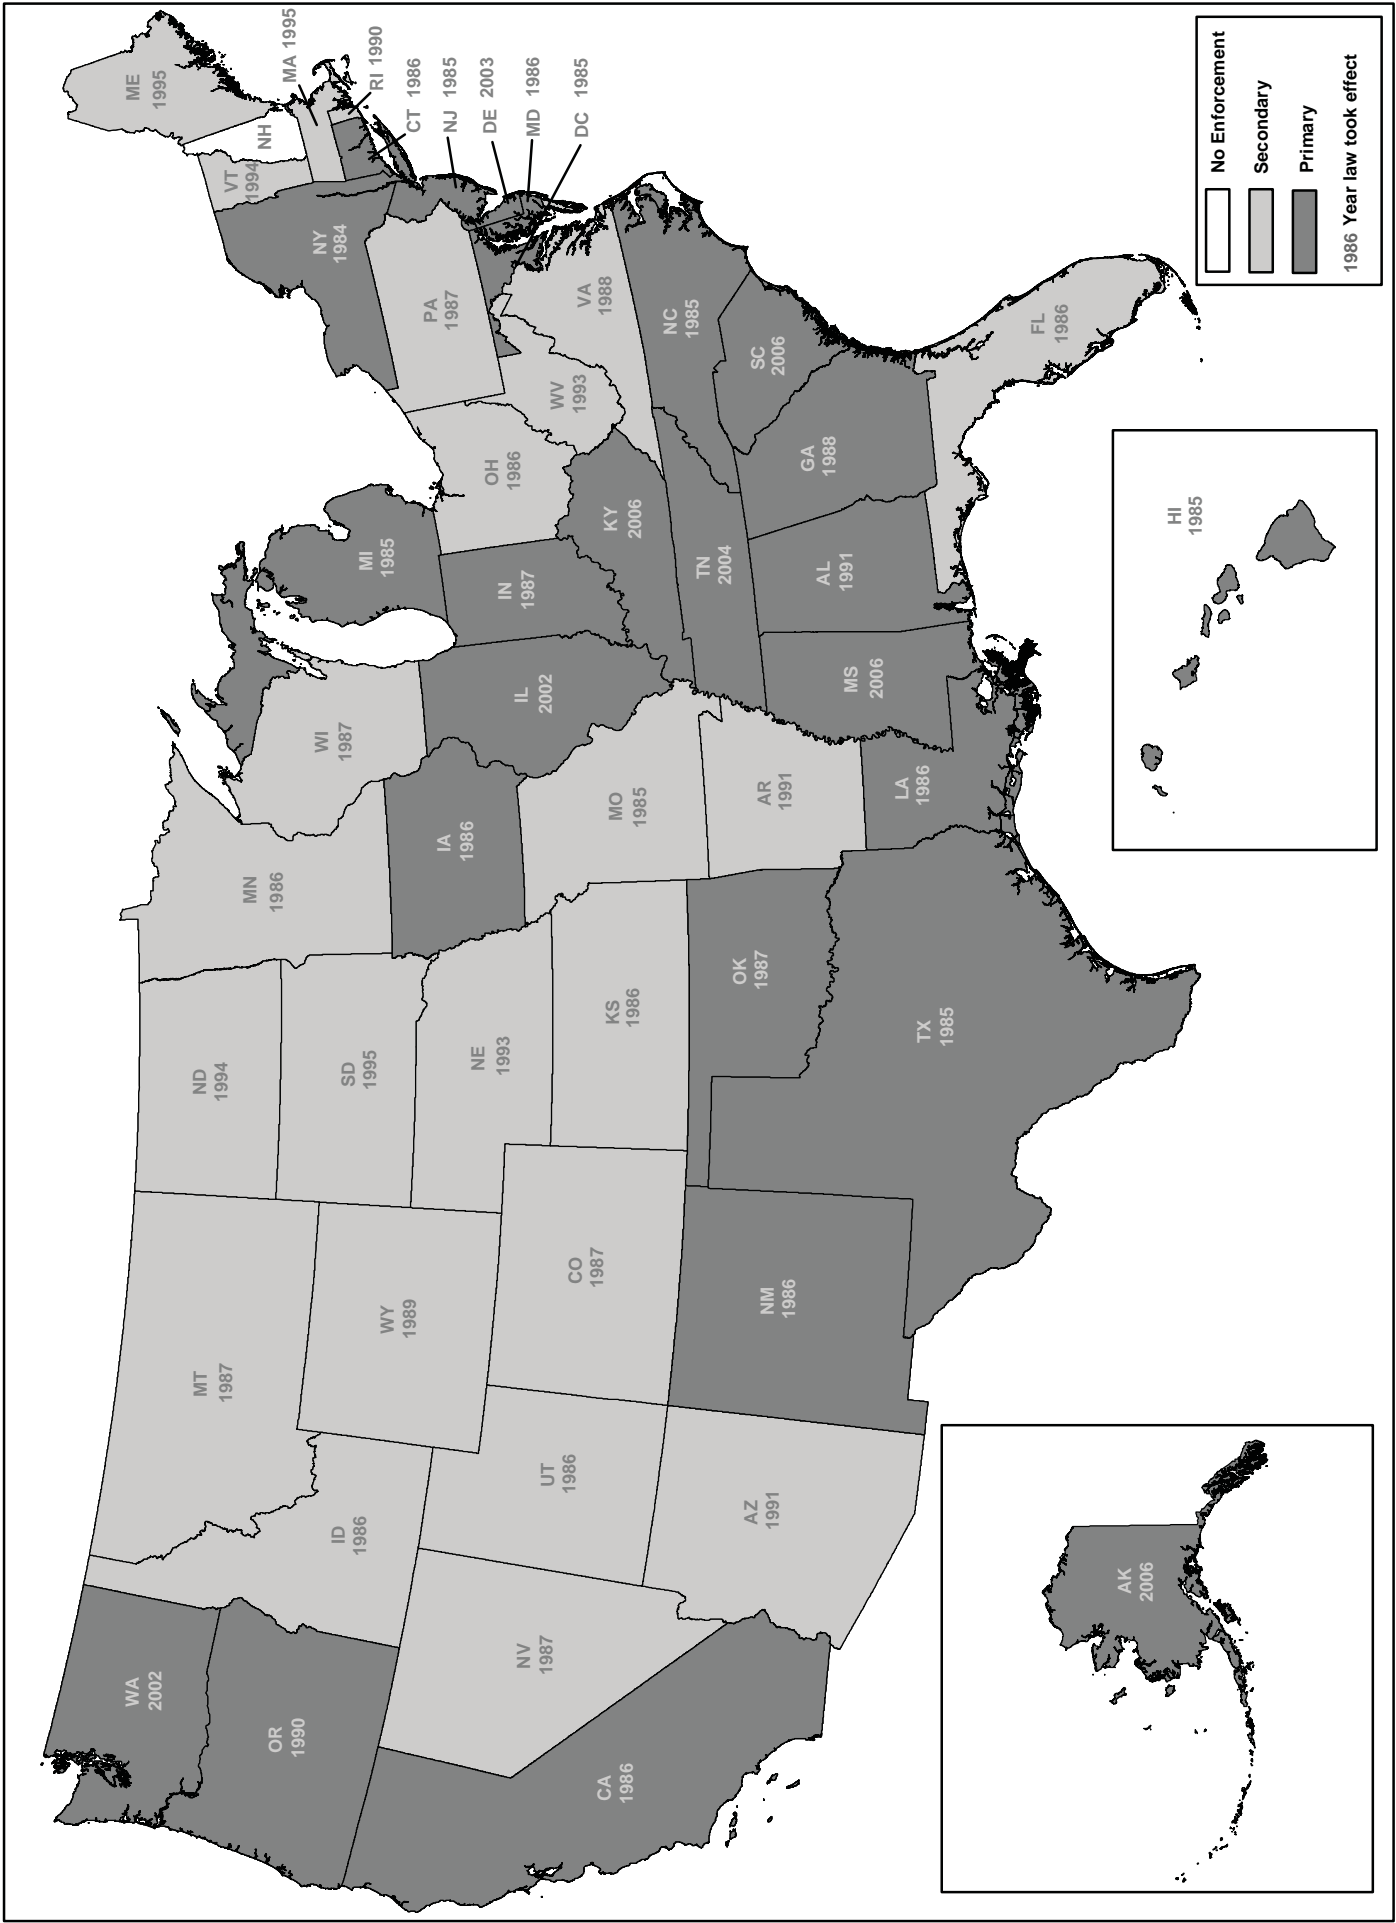 WA
2002
OR
1990
CA
1986
ID
1986
NV
1987
MT
1987
WY
1989
UT
1986
AZ
1991
CO
1987
NM
1986
ND
1994
SD
1995
NE
1993
KS
1986
OK
1987
TX
1985
MN
1986
IA
1986
MO
1985
AR
1991
LA
1986
WI
1987
IL
2002
MS
2006
MI
1985
IN
1987
KY
2006
TN
2004
AL
1991
OH
1986
GA
1988
WV
1993
VA
1988
NC
1985
SC
2006
FL
1986
PA
1987
NY
1984
VT
1994
NH
ME
1995
MA 1995
RI 1990
CT 1986
NJ 1985
DE 2003
MD 1986
DC 1985
AK
2006
HI
1985
No Enforcement
Secondary
Primary
1986 Year law took effect